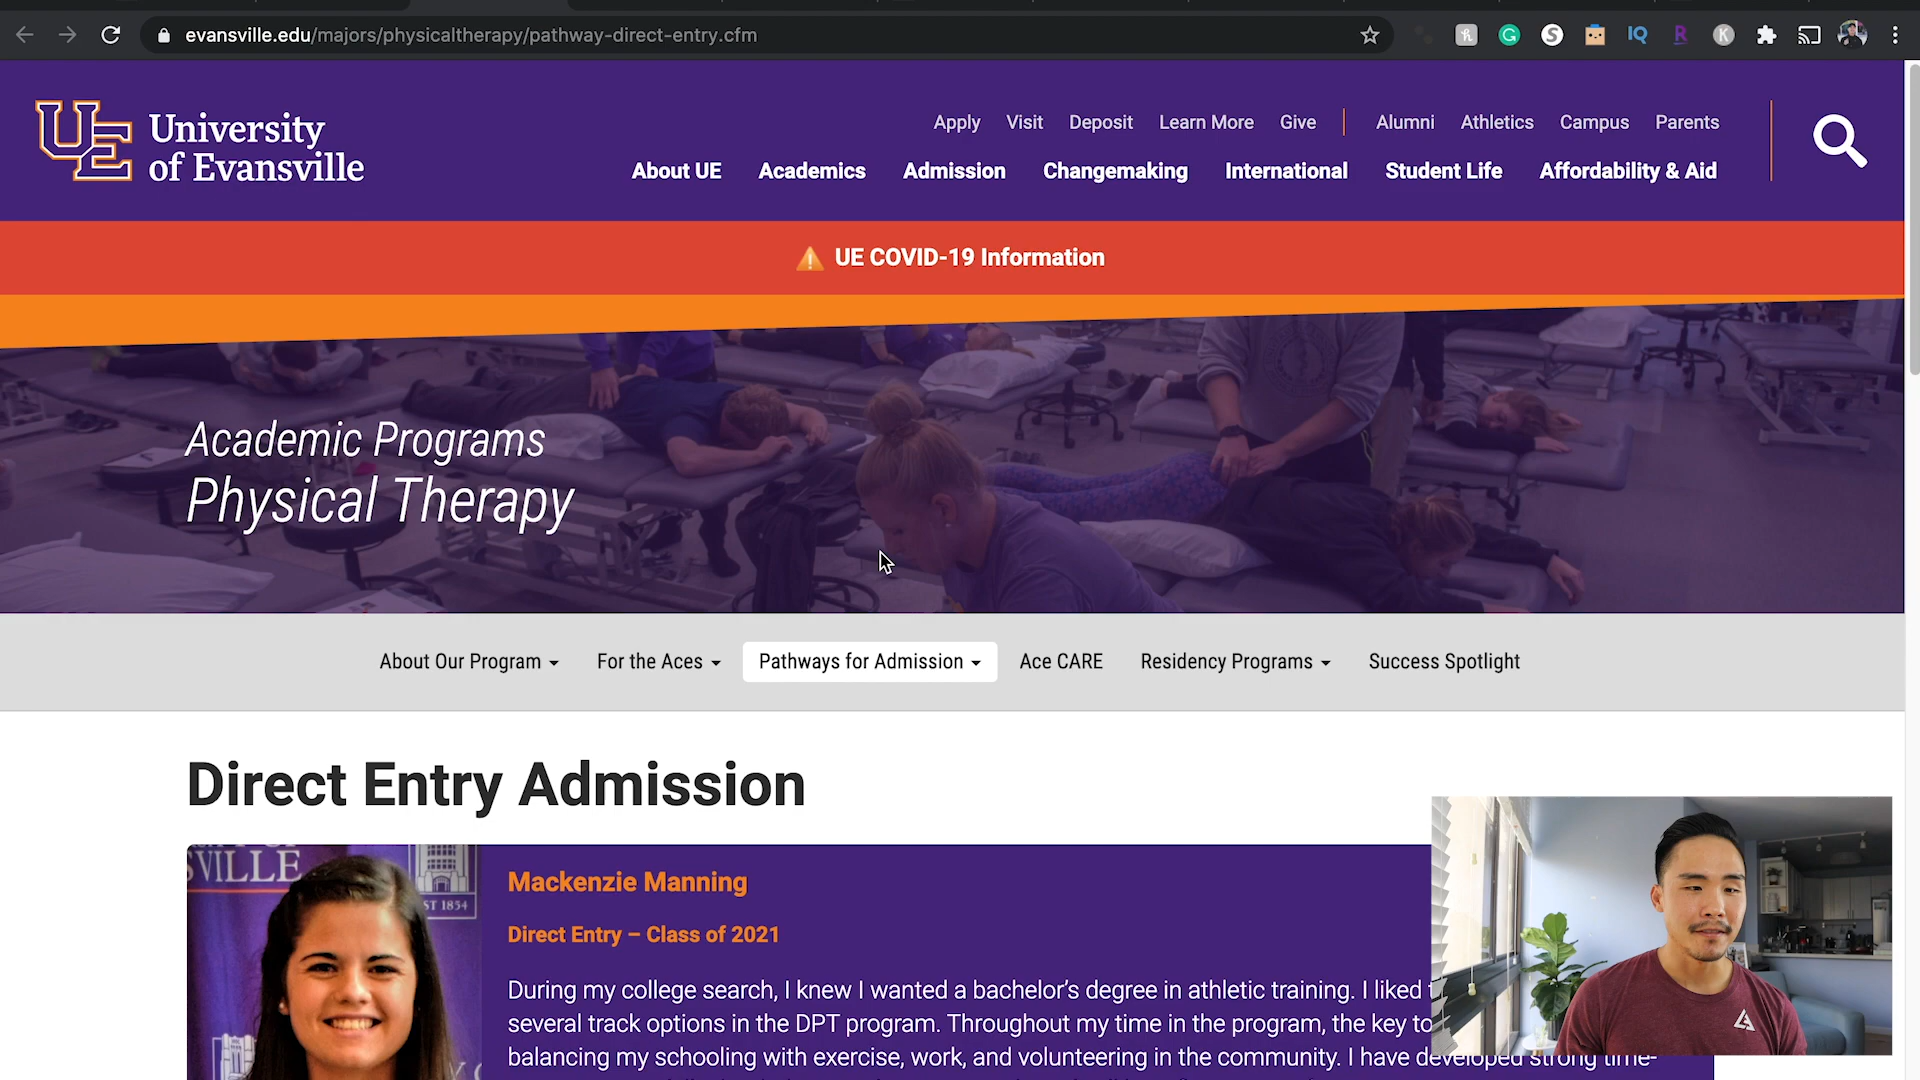 evansville.edu/majors/physicaltherapy/pathway-direct-entry.cfm
UE
University
of Evansville
Apply Visit Deposit Learn More Give Alumni Athletics Campus Parents
About UE Academics Admission Changemaking International Student Life Affordability & Aid
UE COVID-19 Information
Academic Programs
Physical Therapy
About Our Program For the Aces Pathways for Admission Ace CARE Residency Programs Success Spotlight
Direct Entry Admission
SVILLE
ST 1854
Mackenzie Manning
Direct Entry – Class of 2021
During my college search, I knew I wanted a bachelor's degree in athletic training. I liked
several track options in the DPT program. Throughout my time in the program, the key to
balancing my schooling with exercise, work, and volunteering in the community. I have developed strong time-